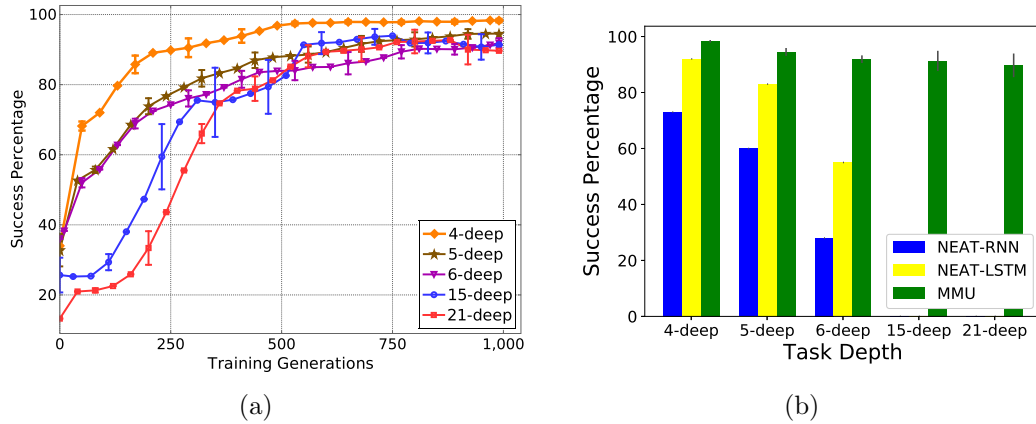 100
80
60
40
20
Success Percentage
0
250
500
750
1,000
Training Generations
4-deep
5-deep
6-deep
15-deep
21-deep
(a)
100
80
60
40
20
0
Success Percentage
NEAT-RNN
NEAT-LSTM
MMU
4-deep
5-deep
6-deep
15-deep
21-deep
Task Depth
(b)